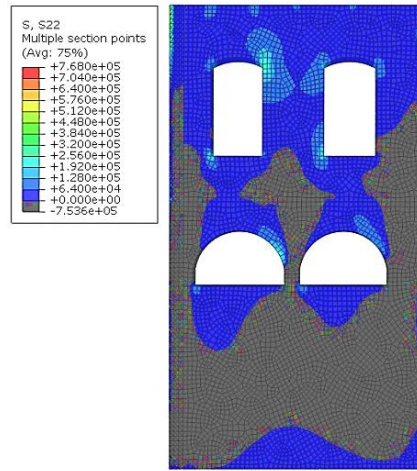 S, S22
Multiple section points
(Avg: 75%)
+7.680e+05
+7.040e+05
+6.400e+05
+5.760e+05
+5.120e+05
+4.480e+05
+3.840e+05
+3.200e+05
+2.560e+05
+1.920e+05
+1.280e+05
+6.400e+04
+0.000e+00
-7.536e+05